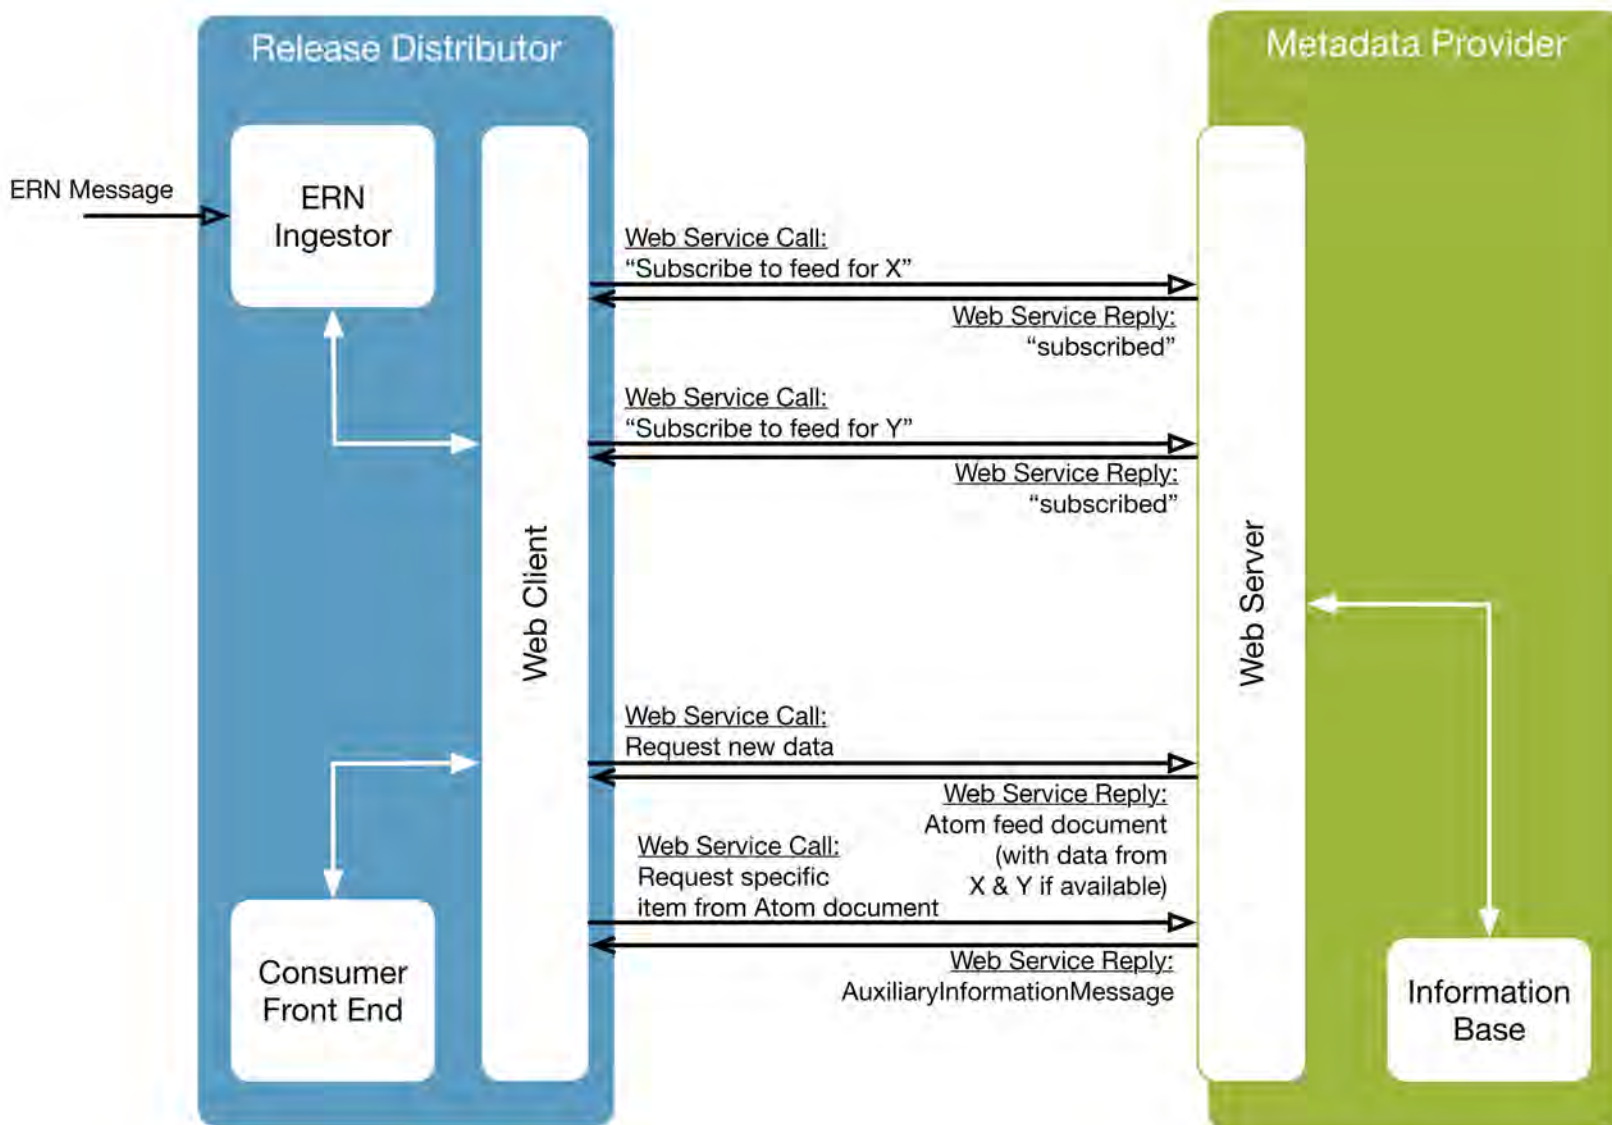 Release Distributor
Metadata Provider
ERN Message
ERN
Ingestor
Web Service Call:
“Subscribe to feed for X”
Web Service Reply:
“subscribed”
Web Service Call:
“Subscribe to feed for Y”
Web Service Reply:
“subscribed”
Web Client
Web Server
Web Service Call:
Request new data
Web Service Reply:
Atom feed document
(with data from
X & Y if available)
Web Service Call:
Request specific
item from Atom document
Web Service Reply:
AuxiliaryInformationMessage
Consumer
Front End
Information
Base